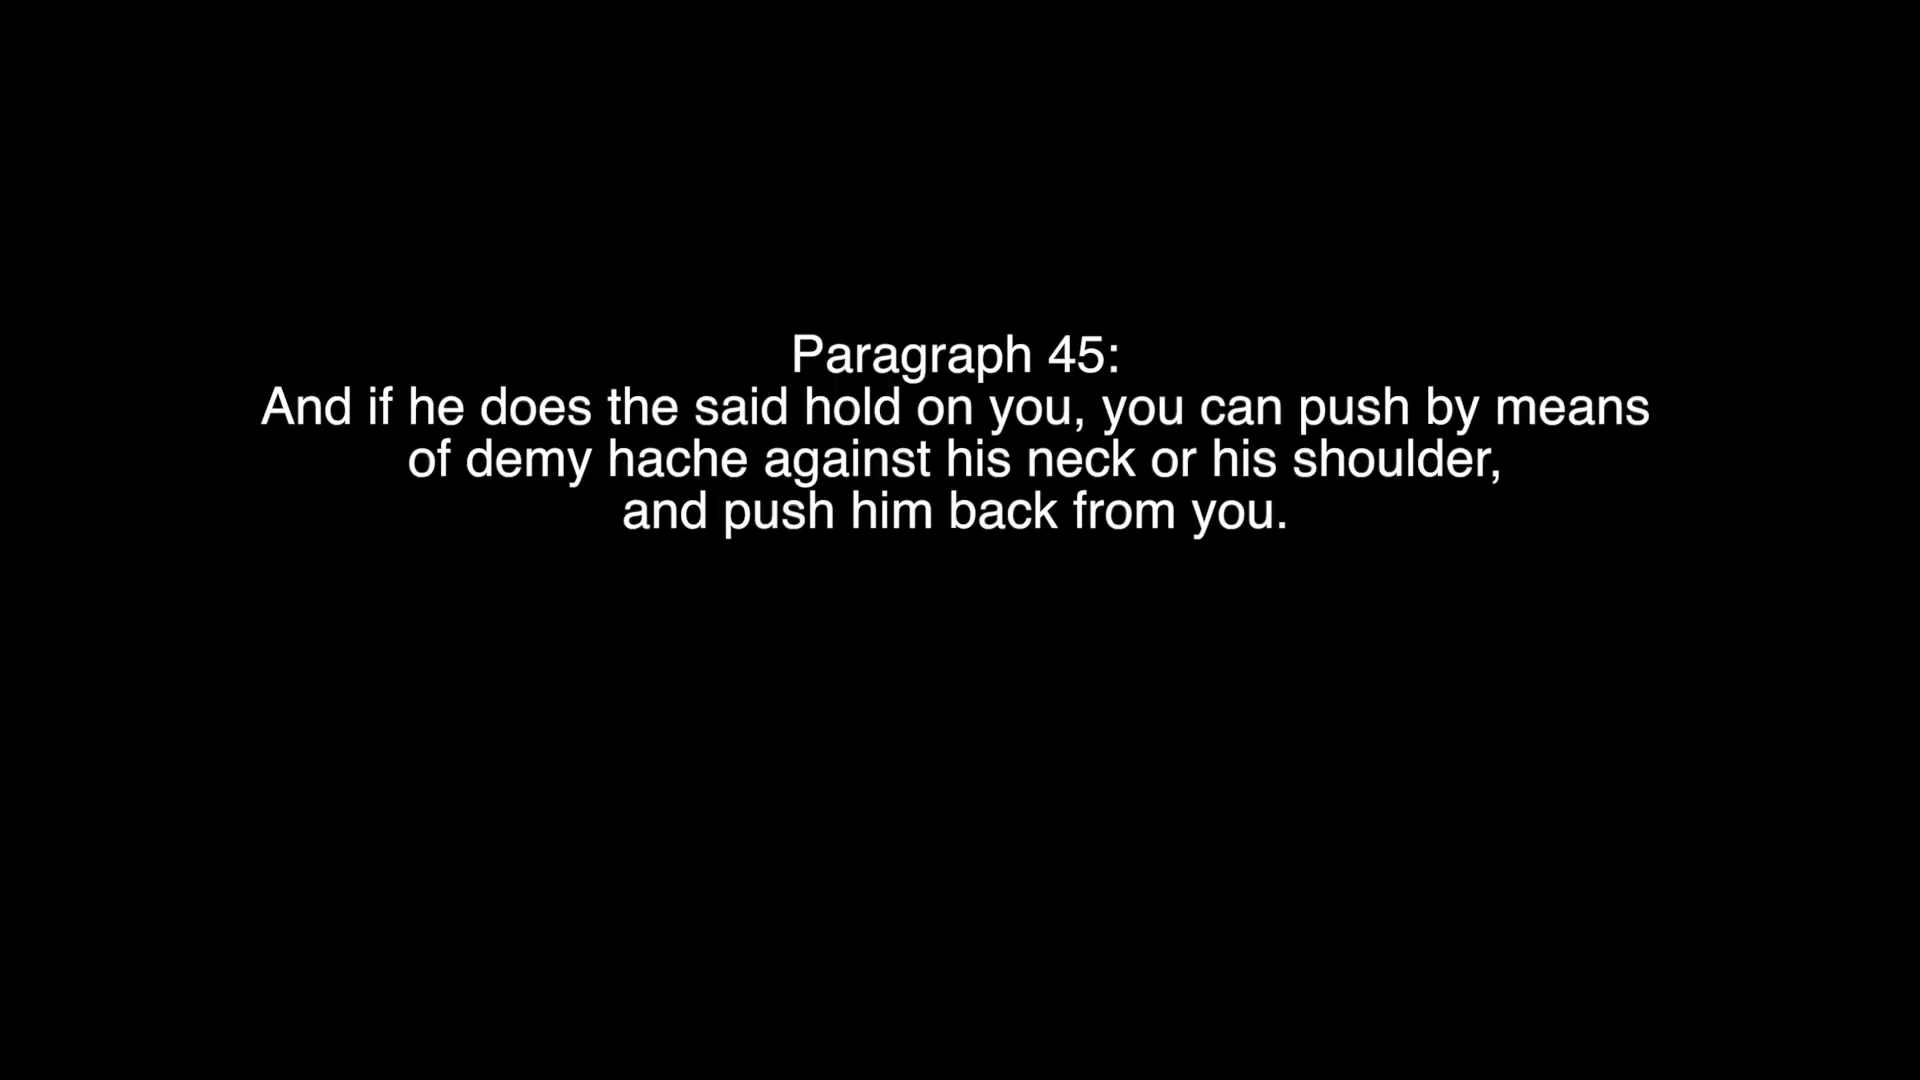 Paragraph 45:
And if he does the said hold on you, you can push by means
of demy hache against his neck or his shoulder,
and push him back from you.